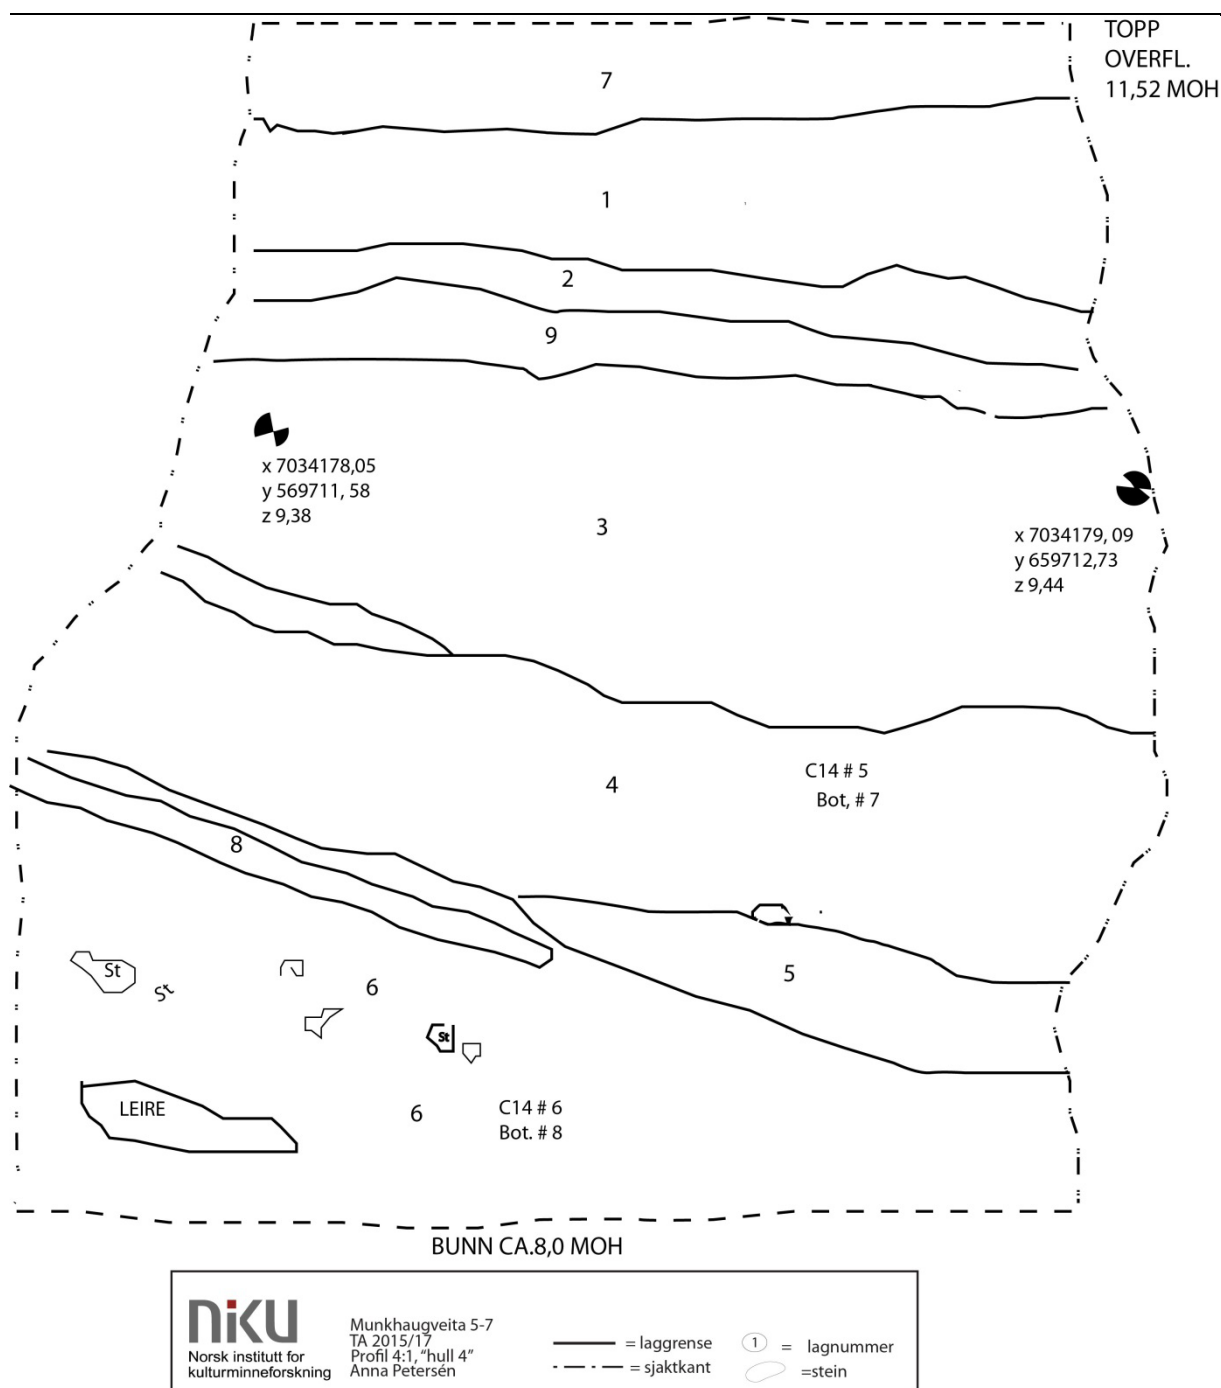 TOPP
OVERFL.
11,52 MOH
7
1
2
9
x 7034178,05
y 569711, 58
z 9,38
3
x 7034179, 09
y 659712,73
z 9,44
4
C14 # 5
Bot, # 7
8
5
St
St
6
St
LEIRE
6
C14 # 6
Bot. # 8
BUNN CA.8,0 MOH
NIKU
Norsk institutt for
kulturminneforskning
Munkhaugveita 5-7
TA 2015/17
Profil 4:1, "hull 4"
Anna Petersén
= laggrense
= sjaktkant
1 = lagnummer
=stein